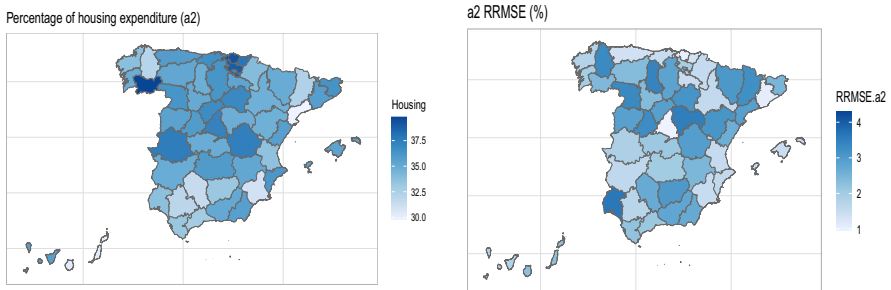 Percentage of housing expenditure (a2)
Housing
37.5
35.0
32.5
30.0
a2 RRMSE (%)
RRMSE.a2
4
3
2
1